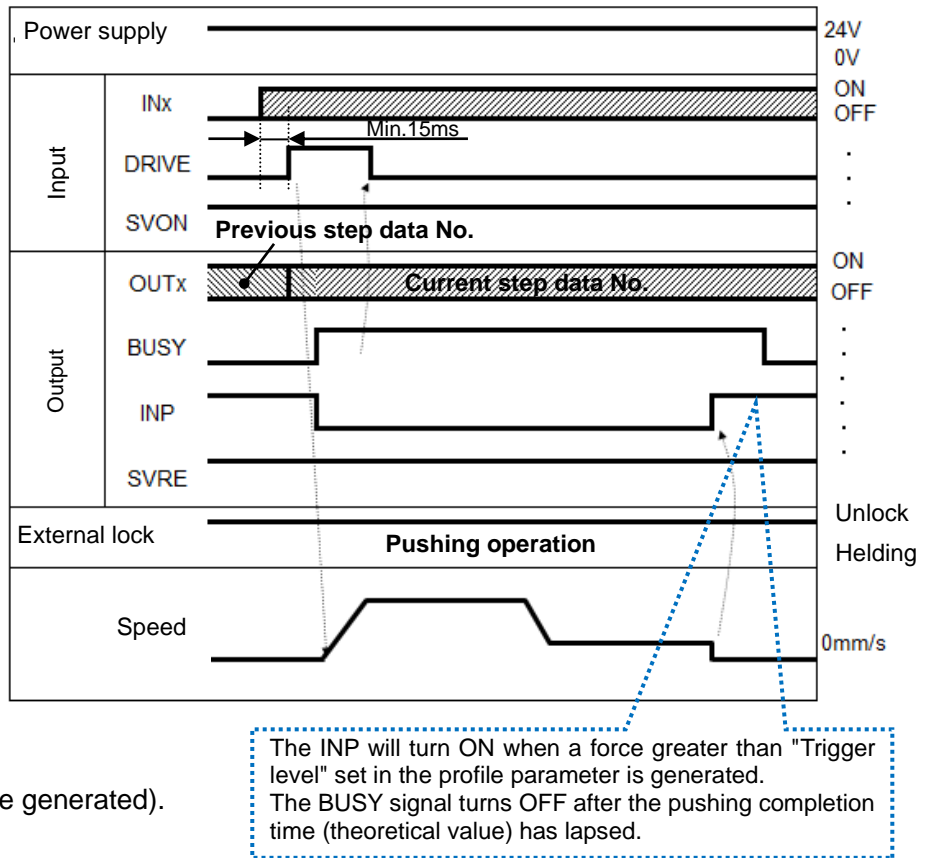 Power supply
24V
0V
Input
INx
ON
OFF
Min.15ms
DRIVE
SVON
Previous step data No.
Output
OUTx
Current step data No.
ON
OFF
BUSY
INP
SVRE
External lock
Pushing operation
Unlock
Helding
Speed
0mm/s
The INP will turn ON when a force greater than "Trigger
level" set in the profile parameter is generated.
The BUSY signal turns OFF after the pushing completion
time (theoretical value) has lapsed.
e generated).